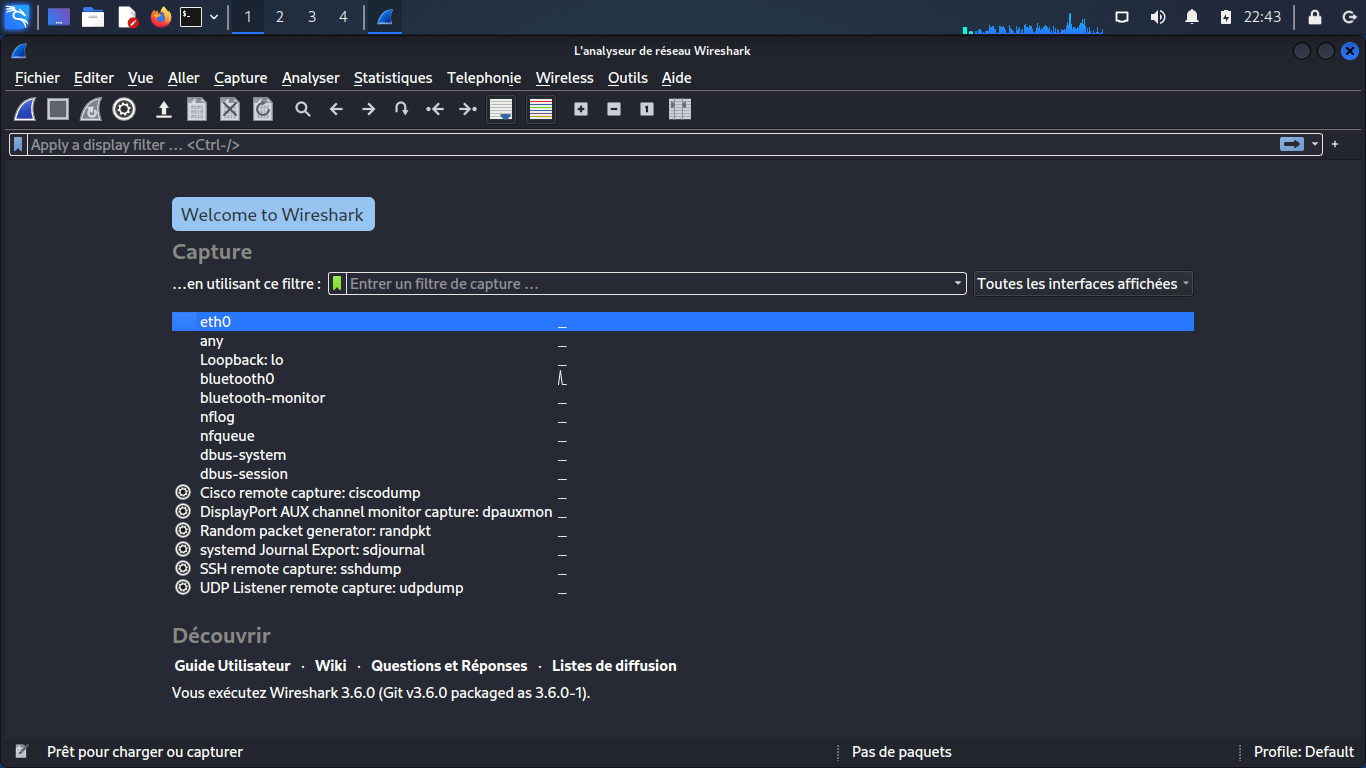 1 2 3 4 22:43
L'analyseur de réseau Wireshark
Fichier Editer Vue Aller Capture Analyser Statistiques Telephonie Wireless Outils Aide
Apply a display filter … <Ctrl-/> +
Welcome to Wireshark
Capture
…en utilisant ce filtre : Entrer un filtre de capture … Toutes les interfaces affichées
eth0
any
Loopback: lo
bluetooth0
bluetooth-monitor
nflog
nfqueue
dbus-system
dbus-session
Cisco remote capture: ciscodump
DisplayPort AUX channel monitor capture: dpauxmon
Random packet generator: randpkt
systemd Journal Export: sdjournal
SSH remote capture: sshdump
UDP Listener remote capture: udpdump
Découvrir
Guide Utilisateur · Wiki · Questions et Réponses · Listes de diffusion
Vous exécutez Wireshark 3.6.0 (Git v3.6.0 packaged as 3.6.0-1).
Prêt pour charger ou capturer Pas de paquets Profile: Default